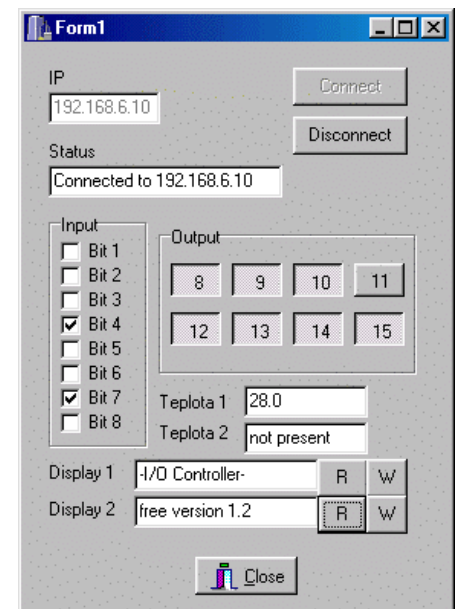 Form1
IP
Connect
192.168.6.10
Disconnect
Status
Connected to 192.168.6.10
Input
Bit 1
Bit 2
Bit 3
Bit 4
Bit 5
Bit 6
Bit 7
Bit 8
Output
8 9 10 11
12 13 14 15
Teplota 1 28.0
Teplota 2 not present
Display 1 -I/O Controller- R W
Display 2 free version 1.2 R W
Close